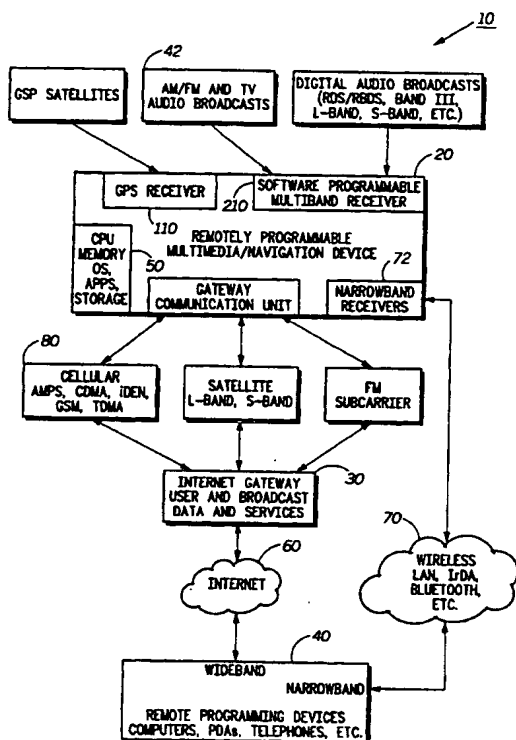 10
42
GSP SATELLITES
AM/FM AND TV
AUDIO BROADCASTS
DIGITAL AUDIO BROADCASTS
(RDS/RBDS, BAND III,
L-BAND, S-BAND, ETC.)
20
GPS RECEIVER
210
SOFTWARE PROGRAMMABLE
MULTIBAND RECEIVER
110
CPU
MEMORY
OS,
APPS,
STORAGE
50
REMOTELY PROGRAMMABLE
MULTIMEDIA/NAVIGATION DEVICE
72
GATEWAY
COMMUNICATION UNIT
NARROWBAND
RECEIVERS
80
CELLULAR
AMPS, CDMA, iDEN,
GSM, TDMA
SATELLITE
L-BAND, S-BAND
FM
SUBCARRIER
30
INTERNET GATEWAY
USER AND BROADCAST
DATA AND SERVICES
70
WIRELESS
LAN, IrDA,
BLUETOOTH,
ETC.
60
INTERNET
40
WIDEBAND
NARROWBAND
REMOTE PROGRAMMING DEVICES
COMPUTERS, PDAs, TELEPHONES, ETC.